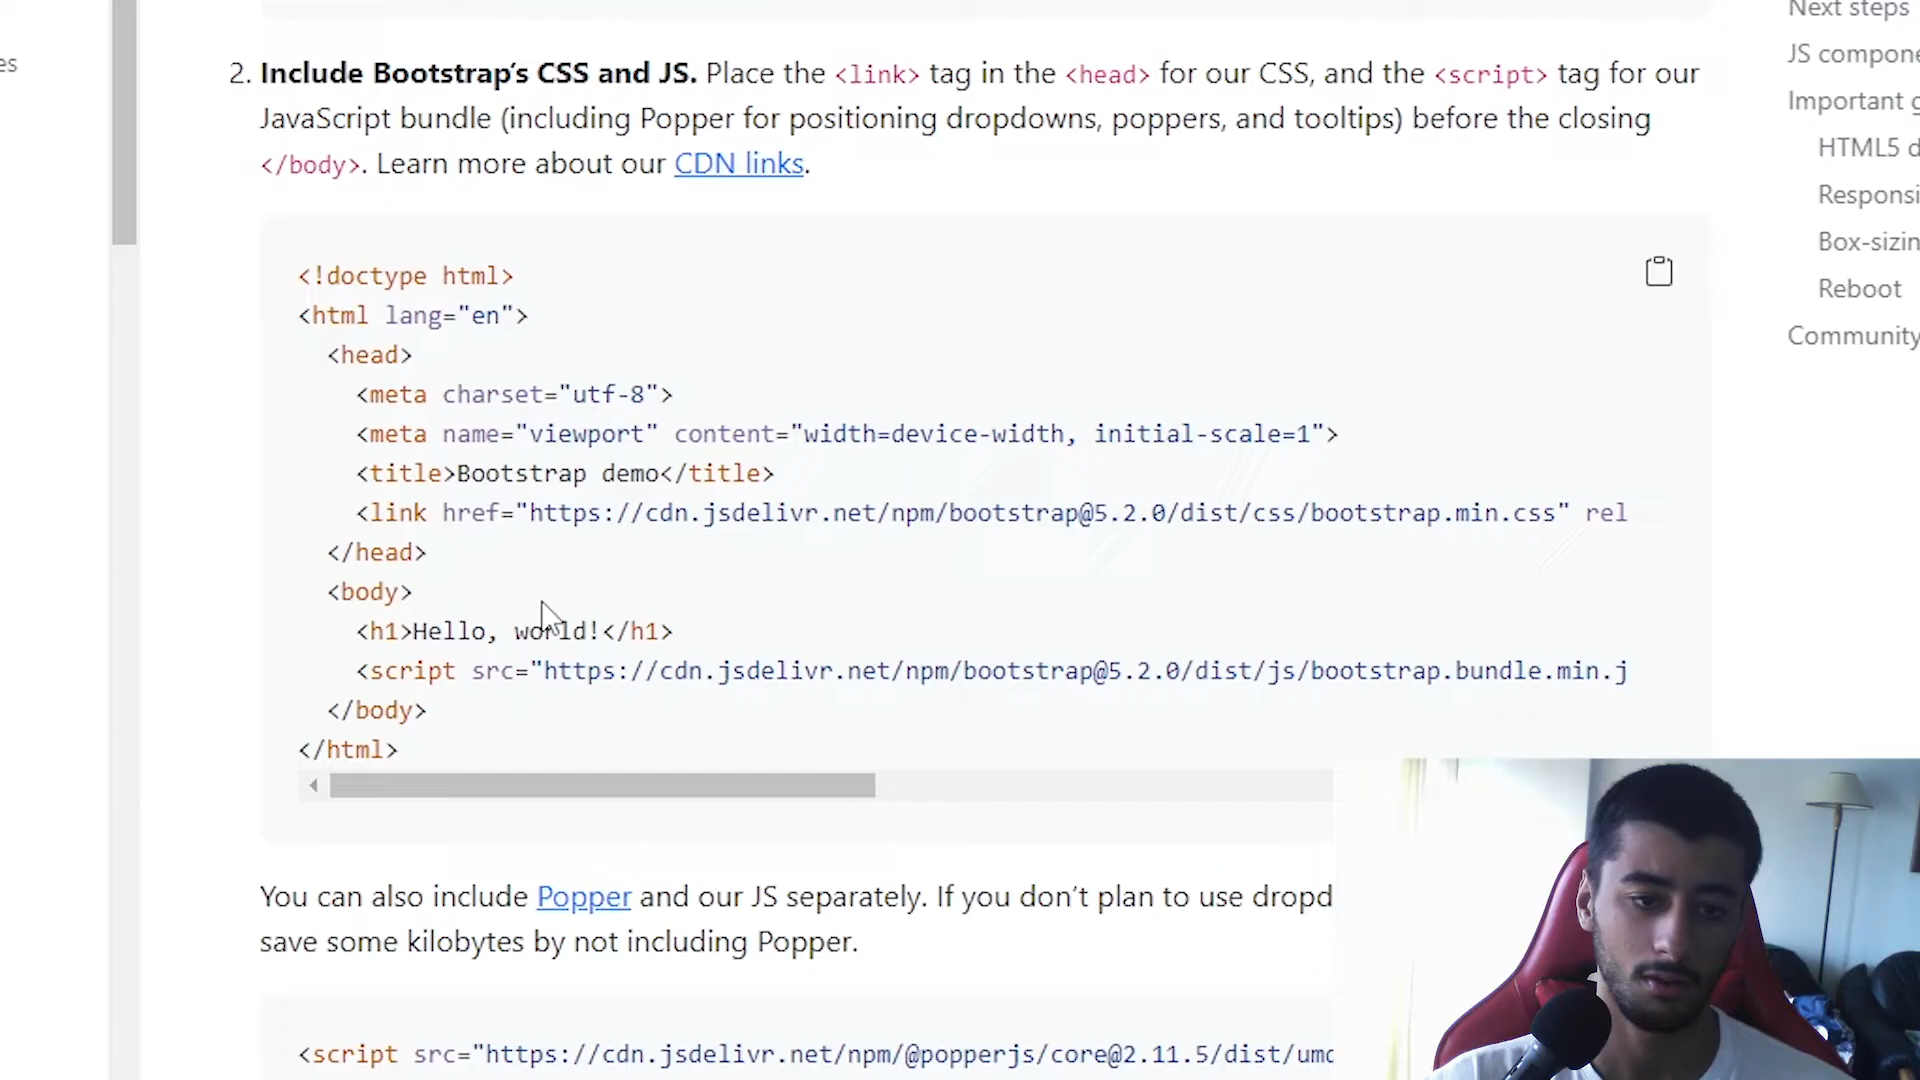 es
2. Include Bootstrap's CSS and JS. Place the <link> tag in the <head> for our CSS, and the <script> tag for our
JavaScript bundle (including Popper for positioning dropdowns, poppers, and tooltips) before the closing
</body>. Learn more about our CDN links.
<!doctype html>
<html lang="en">
<head>
<meta charset="utf-8">
<meta name="viewport" content="width=device-width, initial-scale=1">
<title>Bootstrap demo</title>
<link href="https://cdn.jsdelivr.net/npm/bootstrap@5.2.0/dist/css/bootstrap.min.css" rel
</head>
<body>
<h1>Hello, world!</h1>
<script src="https://cdn.jsdelivr.net/npm/bootstrap@5.2.0/dist/js/bootstrap.bundle.min.j
</body>
</html>
You can also include Popper and our JS separately. If you don't plan to use dropd
save some kilobytes by not including Popper.
<script src="https://cdn.jsdelivr.net/npm/@popperjs/core@2.11.5/dist/umd
Next steps
JS compone
Important g
HTML5 d
Responsi
Box-sizin
Reboot
Community